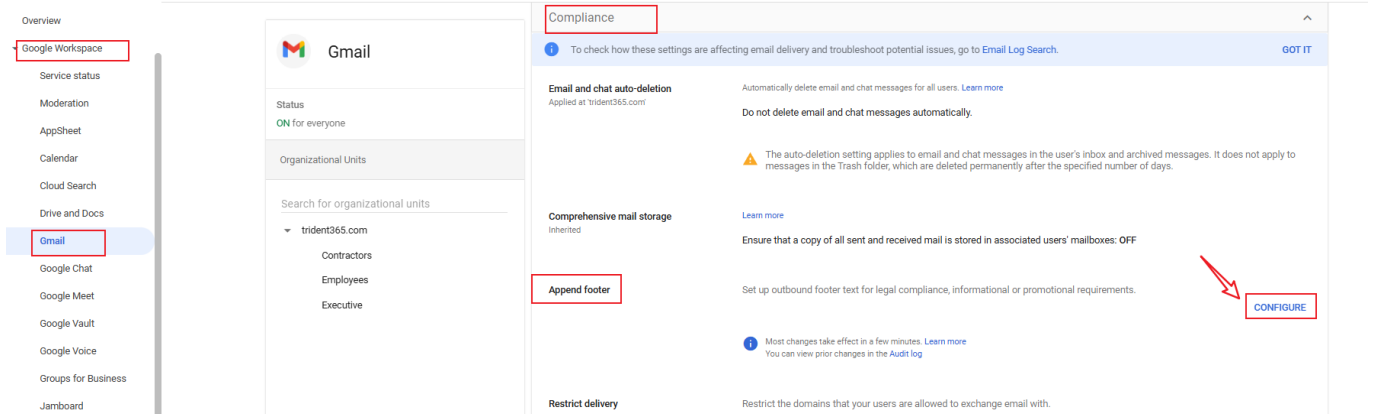 Overview
Google Workspace
Service status
Moderation
AppSheet
Calendar
Cloud Search
Drive and Docs
Gmail
Google Chat
Google Meet
Google Vault
Google Voice
Groups for Business
Jamboard
Gmail
Status
ON for everyone
Organizational Units
Search for organizational units
trident365.com
Contractors
Employees
Executive
Compliance
To check how these settings are affecting email delivery and troubleshoot potential issues, go to Email Log Search.
GOT IT
Email and chat auto-deletion
Applied at 'trident365.com'
Automatically delete email and chat messages for all users. Learn more
Do not delete email and chat messages automatically.
The auto-deletion setting applies to email and chat messages in the user's inbox and archived messages. It does not apply to
messages in the Trash folder, which are deleted permanently after the specified number of days.
Comprehensive mail storage
Inherited
Learn more
Ensure that a copy of all sent and received mail is stored in associated users' mailboxes: OFF
Append footer
Set up outbound footer text for legal compliance, informational or promotional requirements.
CONFIGURE
Most changes take effect in a few minutes. Learn more
You can view prior changes in the Audit log
Restrict delivery
Restrict the domains that your users are allowed to exchange email with.